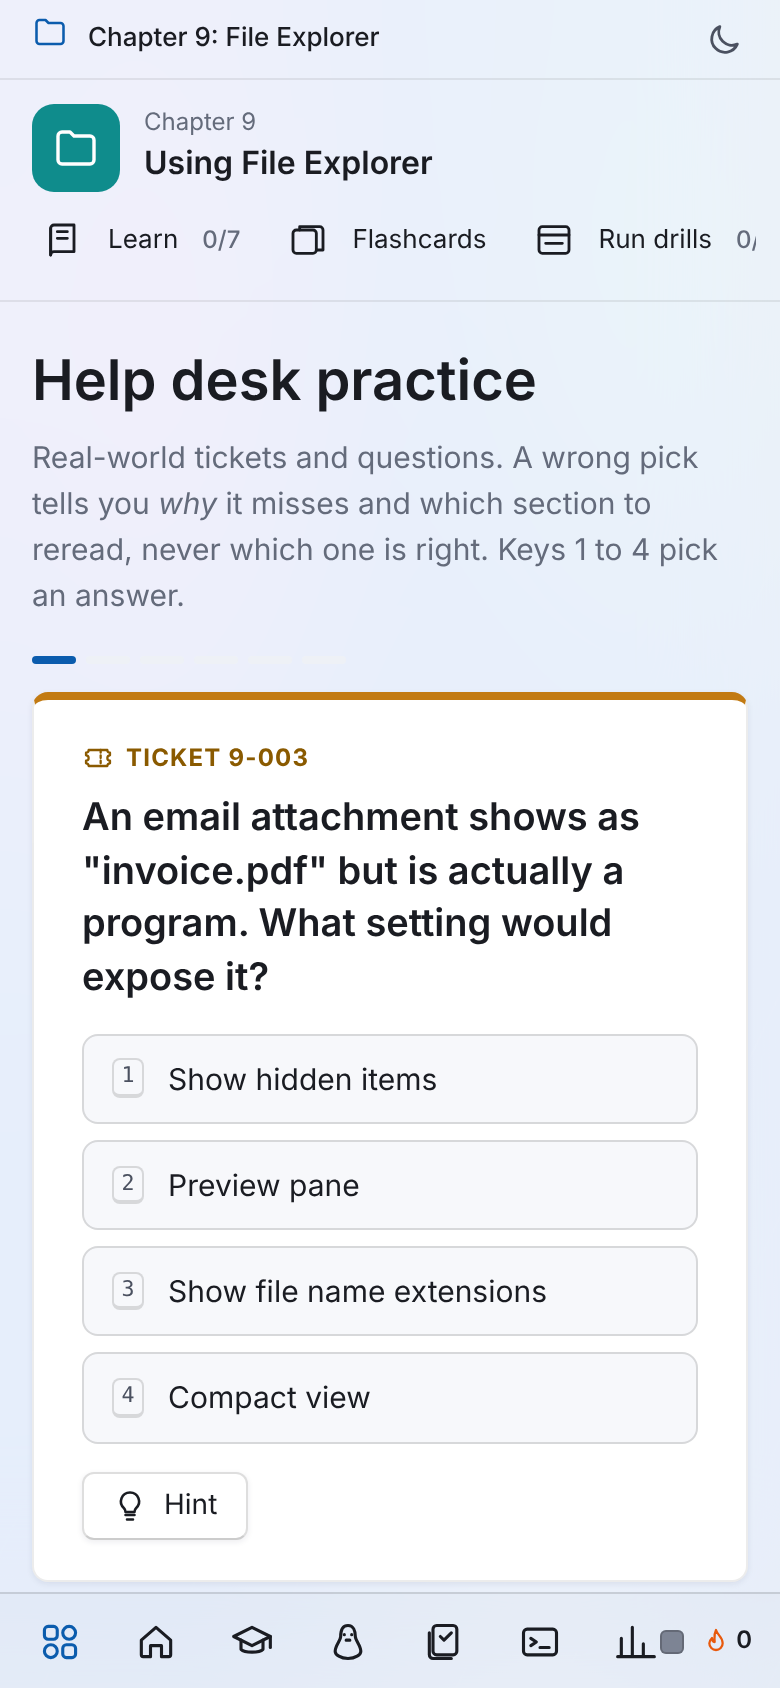 Chapter 9: File Explorer
Chapter 9
Using File Explorer
Learn 0/7 Flashcards Run drills 0/
Help desk practice
Real-world tickets and questions. A wrong pick
tells you why it misses and which section to
reread, never which one is right. Keys 1 to 4 pick
an answer.
TICKET 9-003
An email attachment shows as
"invoice.pdf" but is actually a
program. What setting would
expose it?
1 Show hidden items
2 Preview pane
3 Show file name extensions
4 Compact view
Hint
0